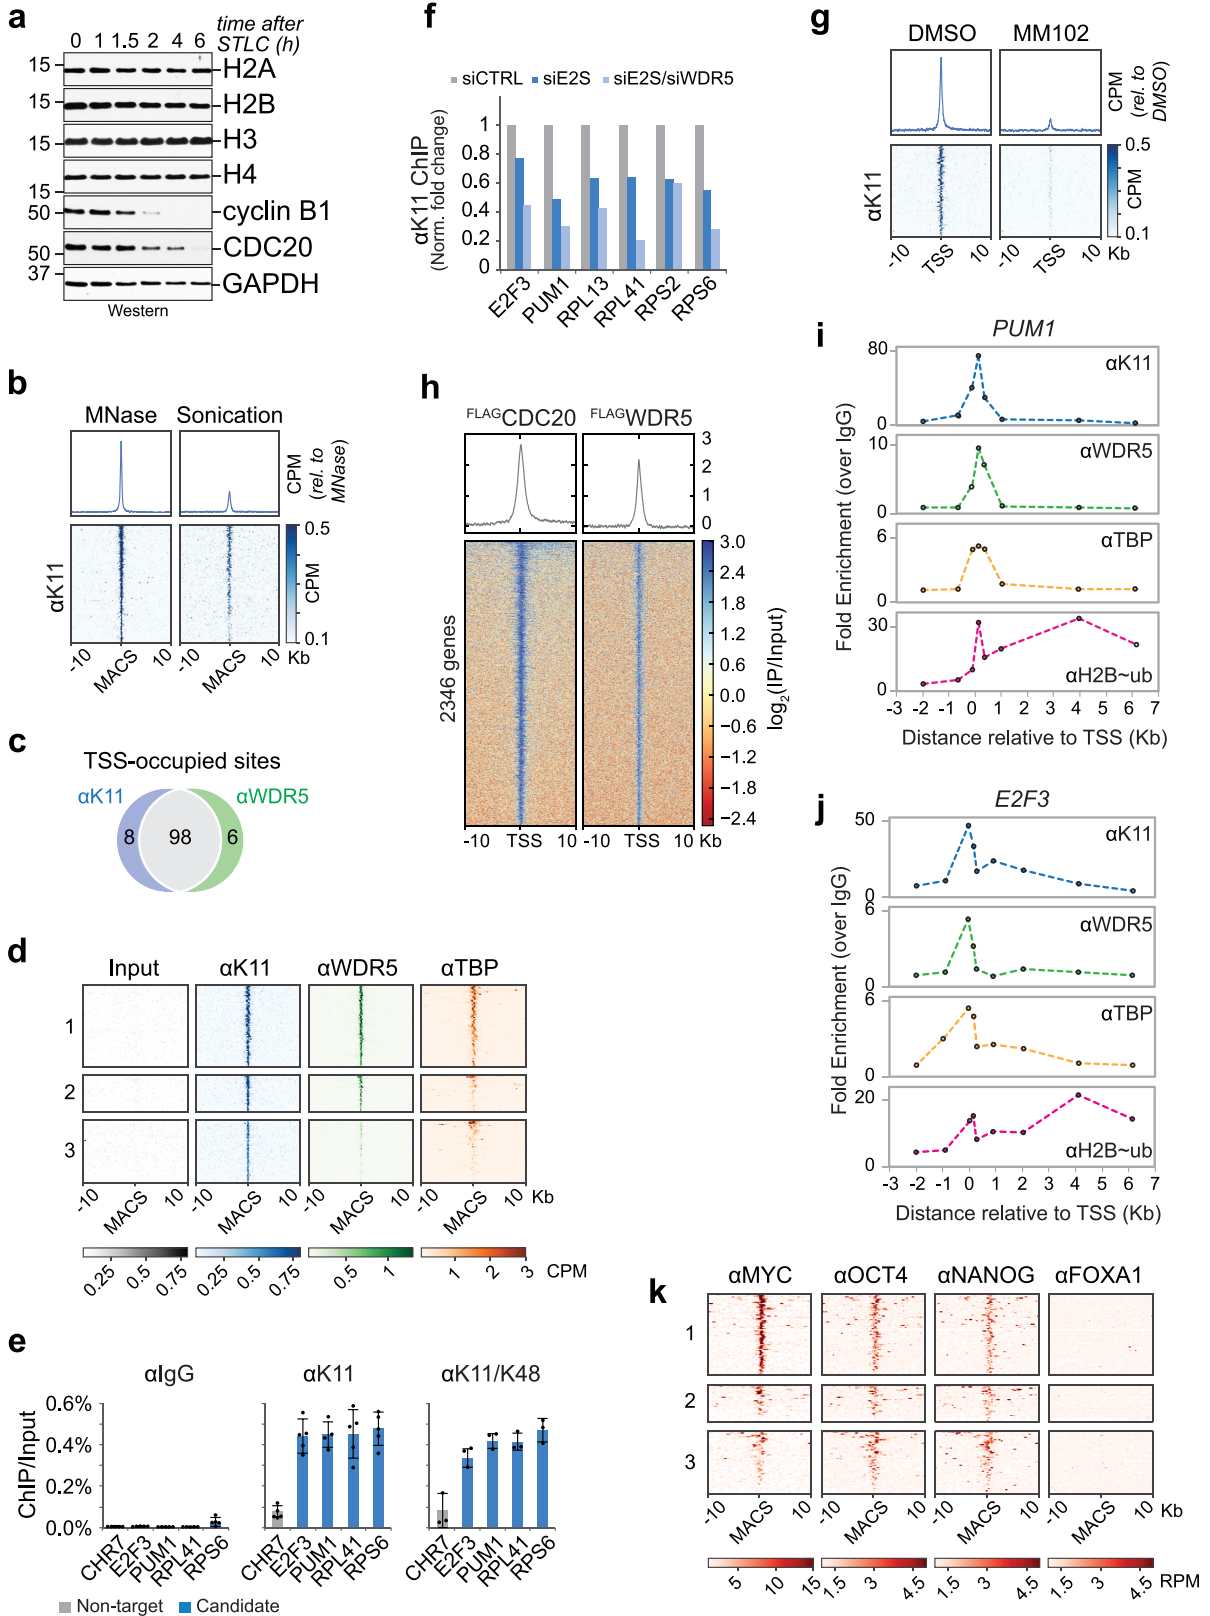 a
time after
STLC (h)
0 1 1.5 2 4 6
15 H2A
15 H2B
15 H3
15 H4
50 cyclin B1
50 CDC20
37 GAPDH
Western
b
MNase Sonication
CPM
(rel. to
MNase)
αK11
0.5
CPM
0.1
-10 MACS 10 -10 MACS 10 Kb
c
TSS-occupied sites
αK11 αWDR5
8 98 6
d
Input αK11 αWDR5 αTBP
1
2
3
-10 MACS 10 -10 MACS 10 -10 MACS 10 -10 MACS 10 Kb
0.25 0.5 0.75 0.25 0.5 0.75 0.5 1 1 2 3 CPM
e
αIgG αK11 αK11/K48
ChIP/Input
0.6%
0.4%
0.2%
0.0%
CHR7 E2F3 PUM1 RPL41 RPS6 CHR7 E2F3 PUM1 RPL41 RPS6 CHR7 E2F3 PUM1 RPL41 RPS6
Non-target Candidate
f
siCTRL siE2S siE2S/siWDR5
αK11 ChIP
(Norm. fold change)
1
0.8
0.6
0.4
0.2
0
E2F3 PUM1 RPL13 RPL41 RPS2 RPS6
g
DMSO MM102
CPM
(rel. to
DMSO)
αK11
0.5
CPM
0.1
-10 TSS 10 -10 TSS 10 Kb
h
FLAGCDC20 FLAGWDR5
3
2
1
0
2346 genes
3.0
2.4
1.8
1.2
0.6
0.0
−0.6
−1.2
−1.8
−2.4
log2(IP/Input)
-10 TSS 10 -10 TSS 10 Kb
i
PUM1
Fold Enrichment (over IgG)
80 αK11
0
10 αWDR5
0
6 αTBP
0
30
αH2B~ub
0
-3 -2 -1 0 1 2 3 4 5 6 7
Distance relative to TSS (Kb)
j
E2F3
Fold Enrichment (over IgG)
50 αK11
0
6 αWDR5
0
6 αTBP
0
20
αH2B~ub
0
-3 -2 -1 0 1 2 3 4 5 6 7
Distance relative to TSS (Kb)
k
αMYC αOCT4 αNANOG αFOXA1
1
2
3
-10 MACS 10 -10 MACS 10 -10 MACS 10 -10 MACS 10 Kb
5 10 15 1.5 3 4.5 1.5 3 4.5 1.5 3 4.5 RPM